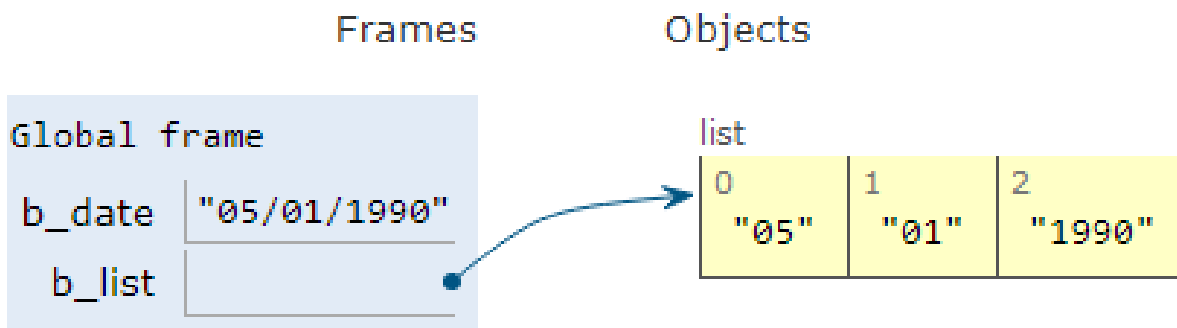 Frames Objects
Global frame
b_date "05/01/1990"
b_list
list
0 1 2
"05" "01" "1990"